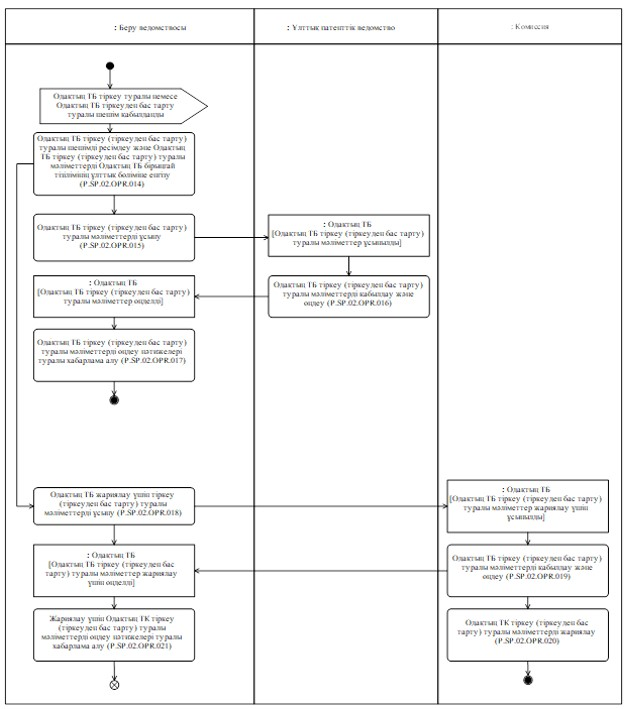 : Беру ведомствосы
: Ұлттық патенттік ведомство
: Комиссия
Одақтың ТБ тіркеу туралы немесе
Одақтың ТБ тіркеуден бас тарту
туралы шешім қабылданды
Одақтың ТБ тіркеу (тіркеуден бас тарту)
туралы шешімді ресімдеу және Одақтың
ТБ тіркеу (тіркеуден бас тарту) туралы
мәліметтерді Одақтың ТБ бірыңғай
тізілімінің ұлттық бөліміне енгізу
(P.SP.02.OPR.014)
Одақтың ТБ тіркеу (тіркеуден бас тарту)
туралы мәліметтерді ұсыну
(P.SP.02.OPR.015)
: Одақтың ТБ
[Одақтың ТБ тіркеу (тіркеуден бас тарту)
туралы мәліметтер ұсынылды]
: Одақтың ТБ
[Одақтың ТБ тіркеу (тіркеуден бас тарту)
туралы мәліметтер өңделді]
Одақтың ТБ тіркеу (тіркеуден бас тарту)
туралы мәліметтерді қабылдау және
өңдеу (P.SP.02.OPR.016)
Одақтың ТБ тіркеу (тіркеуден бас тарту)
туралы мәліметтерді өңдеу нәтижелері
туралы хабарлама алу (P.SP.02.OPR.017)
Одақтың ТБ жариялау үшін тіркеу
(тіркеуден бас тарту) туралы
мәліметтерді ұсыну (P.SP.02.OPR.018)
: Одақтың ТБ
[Одақтың ТБ тіркеу (тіркеуден бас тарту)
туралы мәліметтер жариялау үшін
ұсынылды]
: Одақтың ТБ
[Одақтың ТБ тіркеу (тіркеуден бас
тарту) туралы мәліметтер жариялау
үшін өңделді]
Одақтың ТБ тіркеу (тіркеуден бас тарту)
туралы мәліметтерді қабылдау және
өңдеу (P.SP.02.OPR.019)
Жариялау үшін Одақтың ТК тіркеу
(тіркеуден бас тарту) туралы
мәліметтерді өңдеу нәтижелері туралы
хабарлама алу (P.SP.02.OPR.021)
Одақтың ТК тіркеу (тіркеуден бас
тарту) туралы мәліметтерді жариялау
(P.SP.02.OPR.020)